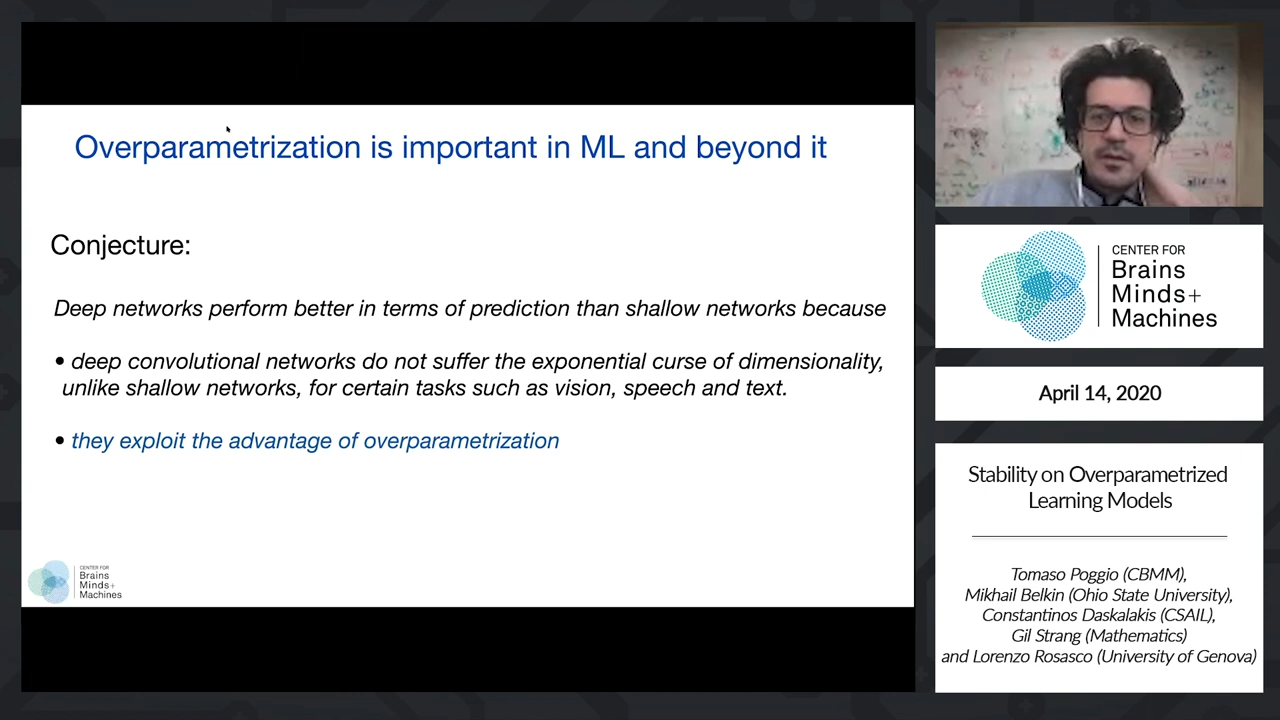 Overparametrization is important in ML and beyond it
Conjecture:
Deep networks perform better in terms of prediction than shallow networks because
• deep convolutional networks do not suffer the exponential curse of dimensionality,
unlike shallow networks, for certain tasks such as vision, speech and text.
• they exploit the advantage of overparametrization
CENTER FOR
Brains
Minds+
Machines
CENTER FOR
Brains
Minds+
Machines
April 14, 2020
Stability on Overparametrized
Learning Models
Tomaso Poggio (CBMM),
Mikhail Belkin (Ohio State University),
Constantinos Daskalakis (CSAIL),
Gil Strang (Mathematics)
and Lorenzo Rosasco (University of Genova)